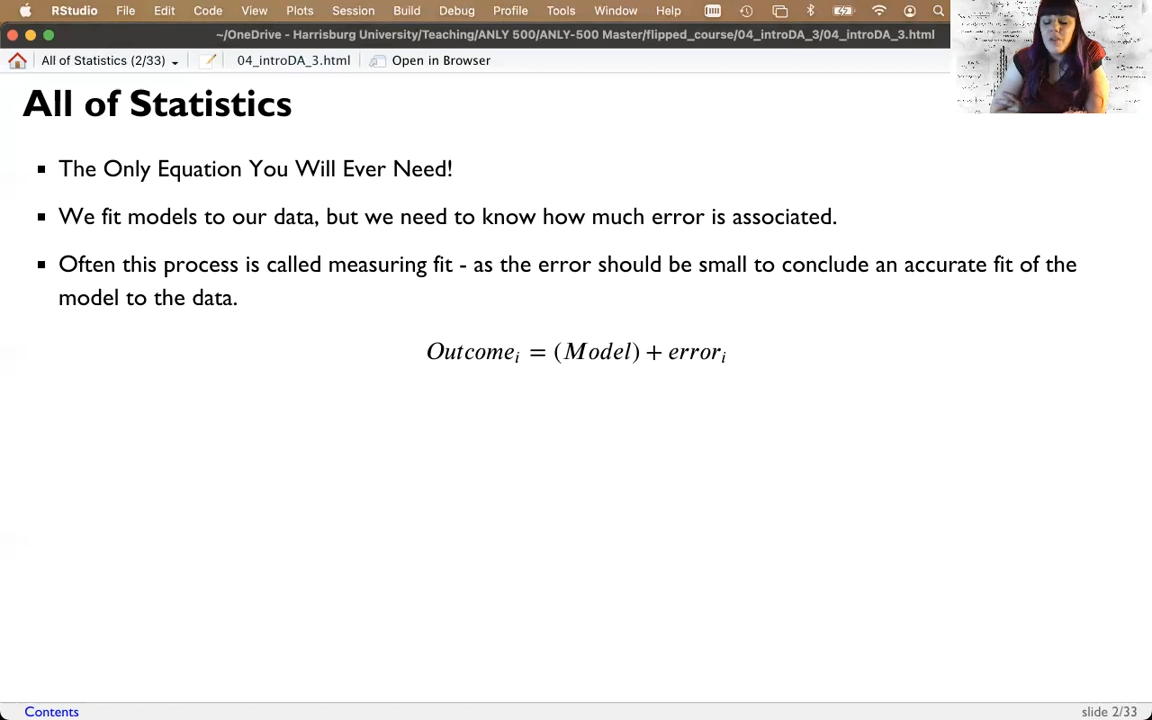 RStudio File Edit Code View Plots Session Build Debug Profile Tools Window Help
~/OneDrive - Harrisburg University/Teaching/ANLY 500/ANLY-500 Master/flipped_course/04_introDA_3/04_introDA_3.html
All of Statistics (2/33) 04_introDA_3.html Open in Browser
All of Statistics
▪ The Only Equation You Will Ever Need!
▪ We fit models to our data, but we need to know how much error is associated.
▪ Often this process is called measuring fit - as the error should be small to conclude an accurate fit of the
model to the data.
Outcomeᵢ = (Model) + errorᵢ
Contents slide 2/33